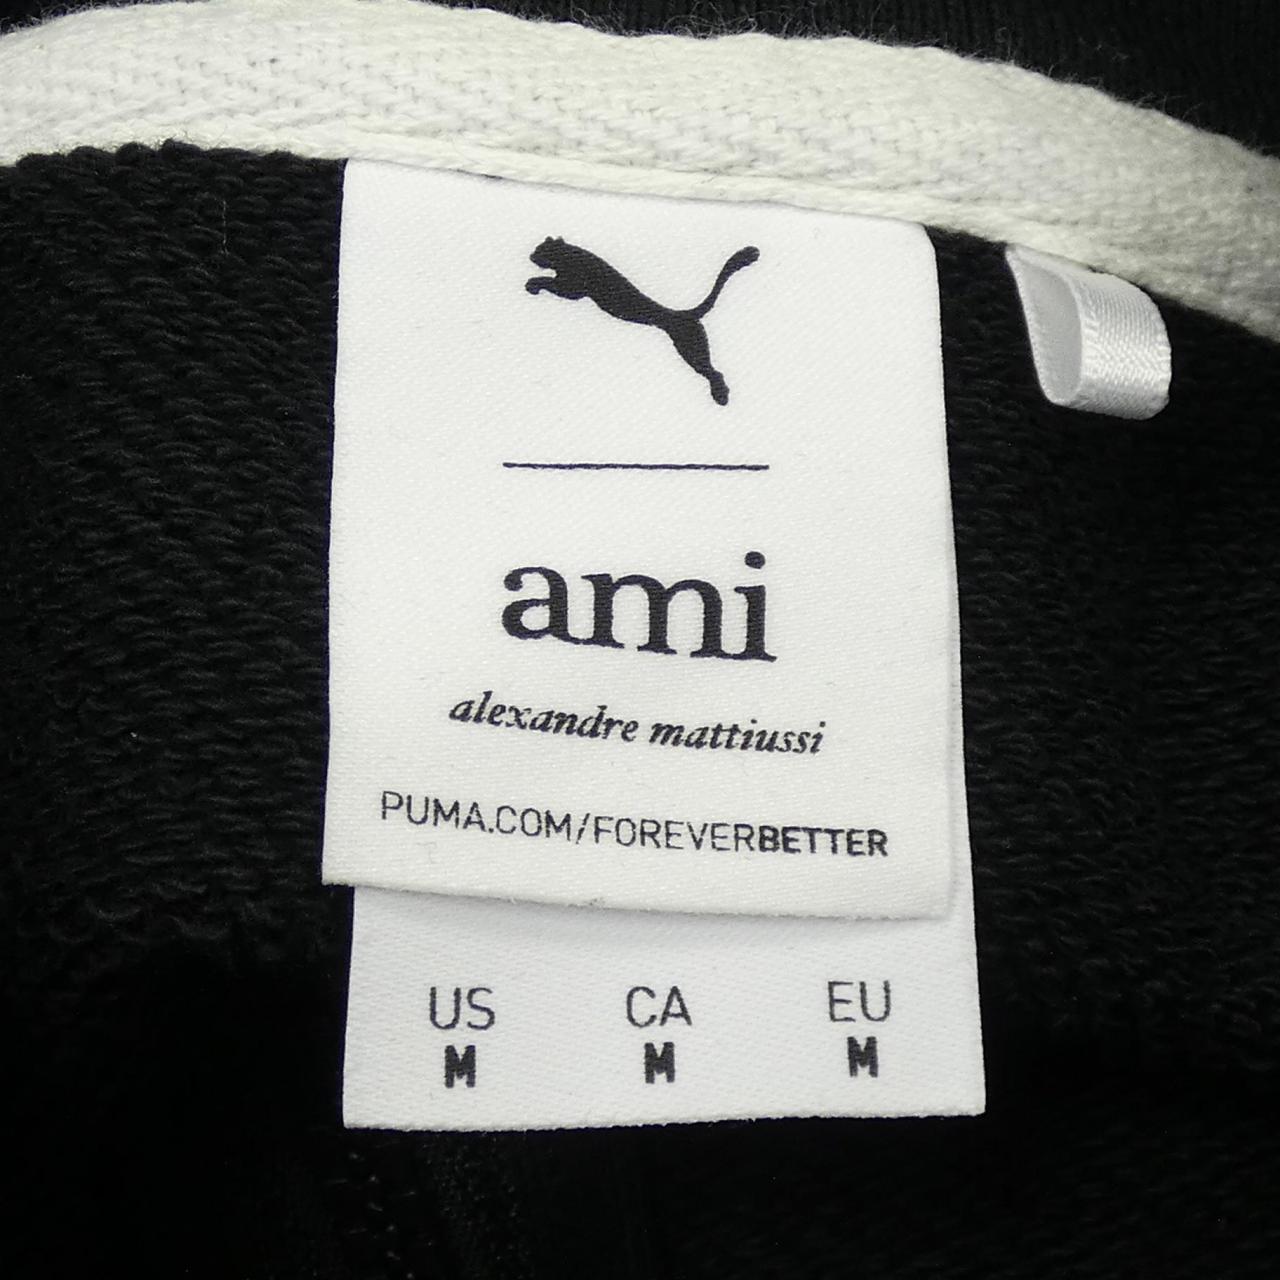 ami
alexandre mattiussi
PUMA.COM/FOREVERBETTER
US CA EU
M M M